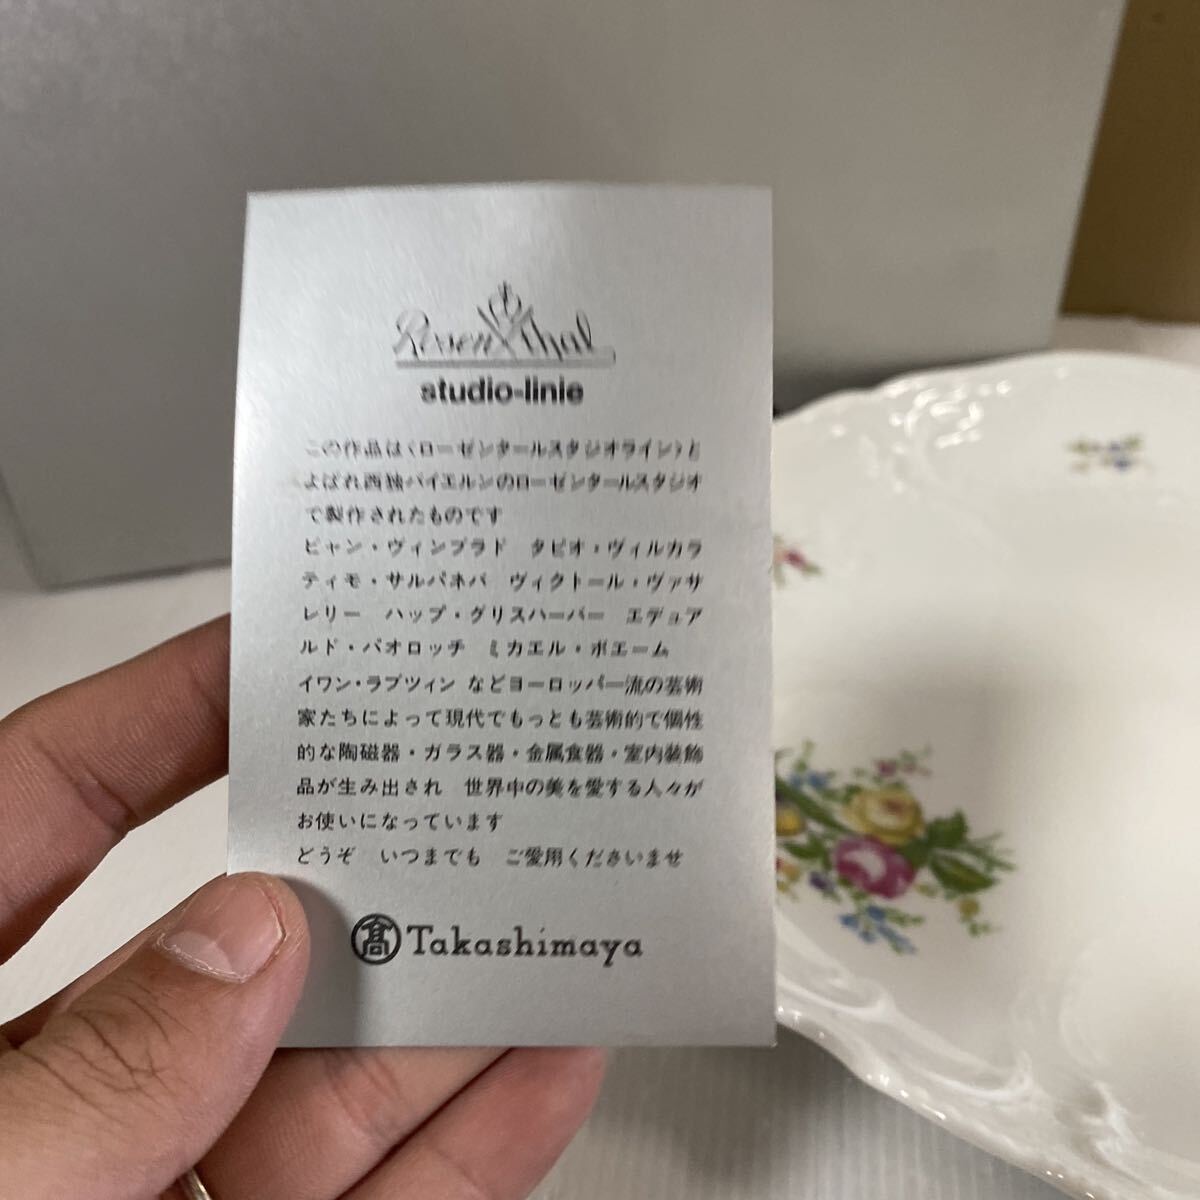 Rosenthal
studio-linie
この作品は〈ローゼンタールスタジオライン〉と
よばれ西独バイエルンのローゼンタールスタジオ
で製作されたものです
ビャン・ヴィンブラド　タピオ・ヴィルカラ
ティモ・サルパネバ　ヴィクトール・ヴァサ
レリー　ハップ・グリスハーバー　エデュア
ルド・パオロッチ　ミカエル・ボエーム
イワン・ラブツィン などヨーロッパ一流の芸術
家たちによって現代でもっとも芸術的で個性
的な陶磁器・ガラス器・金属食器・室内装飾
品が生み出され　世界中の美を愛する人々が
お使いになっています
どうぞ　いつまでも　ご愛用くださいませ
髙 Takashimaya